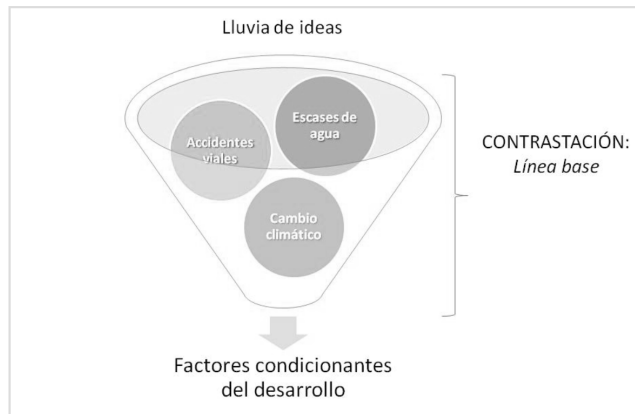 Lluvia de ideas
Escases de
agua
Accidentes
viales
CONTRASTACIÓN:
Línea base
Cambio
climático
Factores condicionantes
del desarrollo